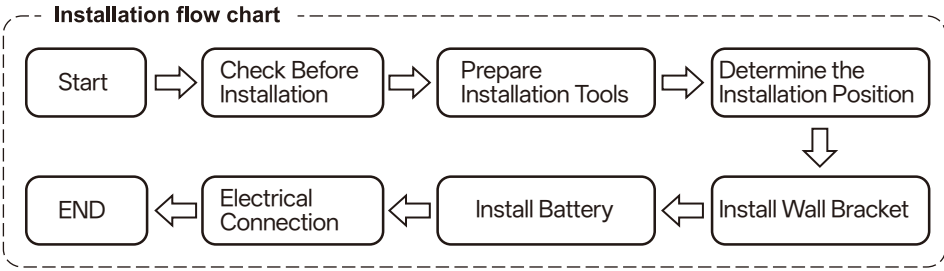 Installation flow chart
Start
Check Before
Installation
Prepare
Installation Tools
Determine the
Installation Position
Install Wall Bracket
Install Battery
Electrical
Connection
END